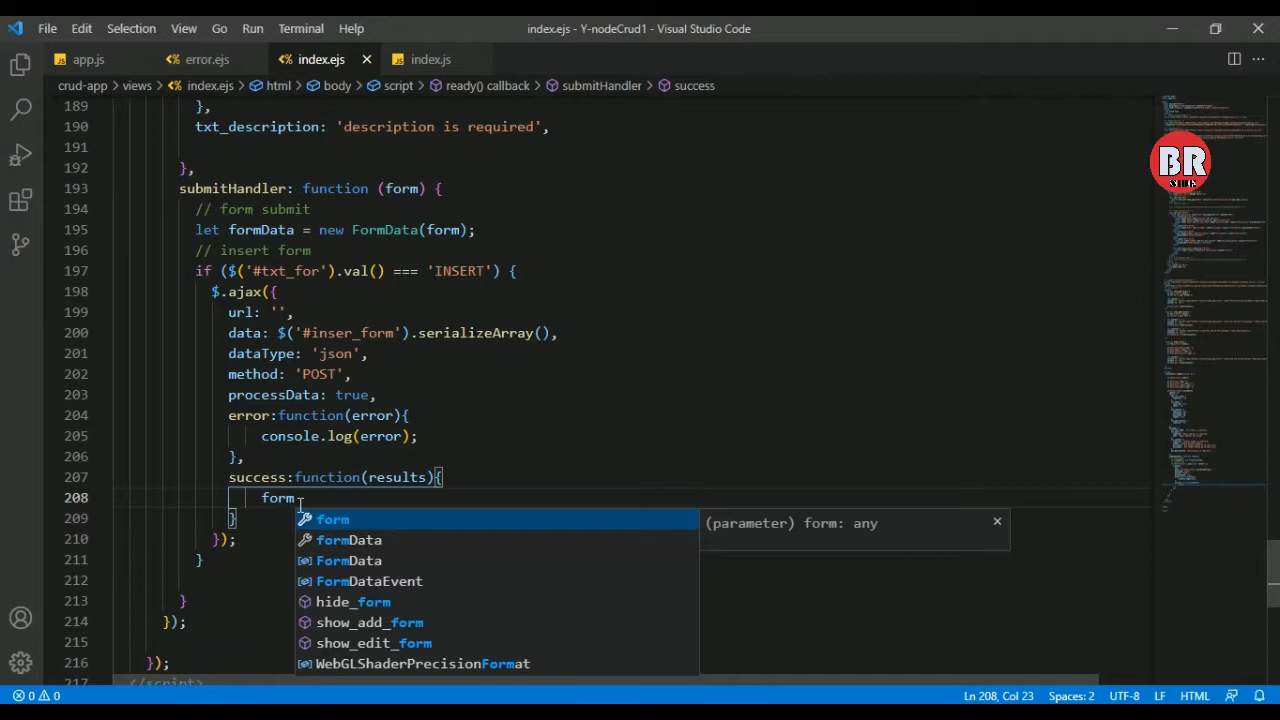 File Edit Selection View Go Run Terminal Help index.ejs - Y-nodeCrud1 - Visual Studio Code
app.js error.ejs index.ejs index.js
crud-app > views > index.ejs > html > body > script > ready() callback > submitHandler > success
189 },
190 txt_description: 'description is required',
191
192 },
193 submitHandler: function (form) {
194 // form submit
195 let formData = new FormData(form);
196 // insert form
197 if ($('#txt_for').val() === 'INSERT') {
198 $.ajax({
199 url: '',
200 data: $('#inser_form').serializeArray(),
201 dataType: 'json',
202 method: 'POST',
203 processData: true,
204 error:function(error){
205 console.log(error);
206 },
207 success:function(results){
208 form
209 }
210 });
211 }
212
213 }
214 });
215
216 });
217 </script>
form
(parameter) form: any
formData
FormData
FormDataEvent
hide_form
show_add_form
show_edit_form
WebGLShaderPrecisionFormat
BR
0 0 Ln 208, Col 23 Spaces: 2 UTF-8 LF HTML